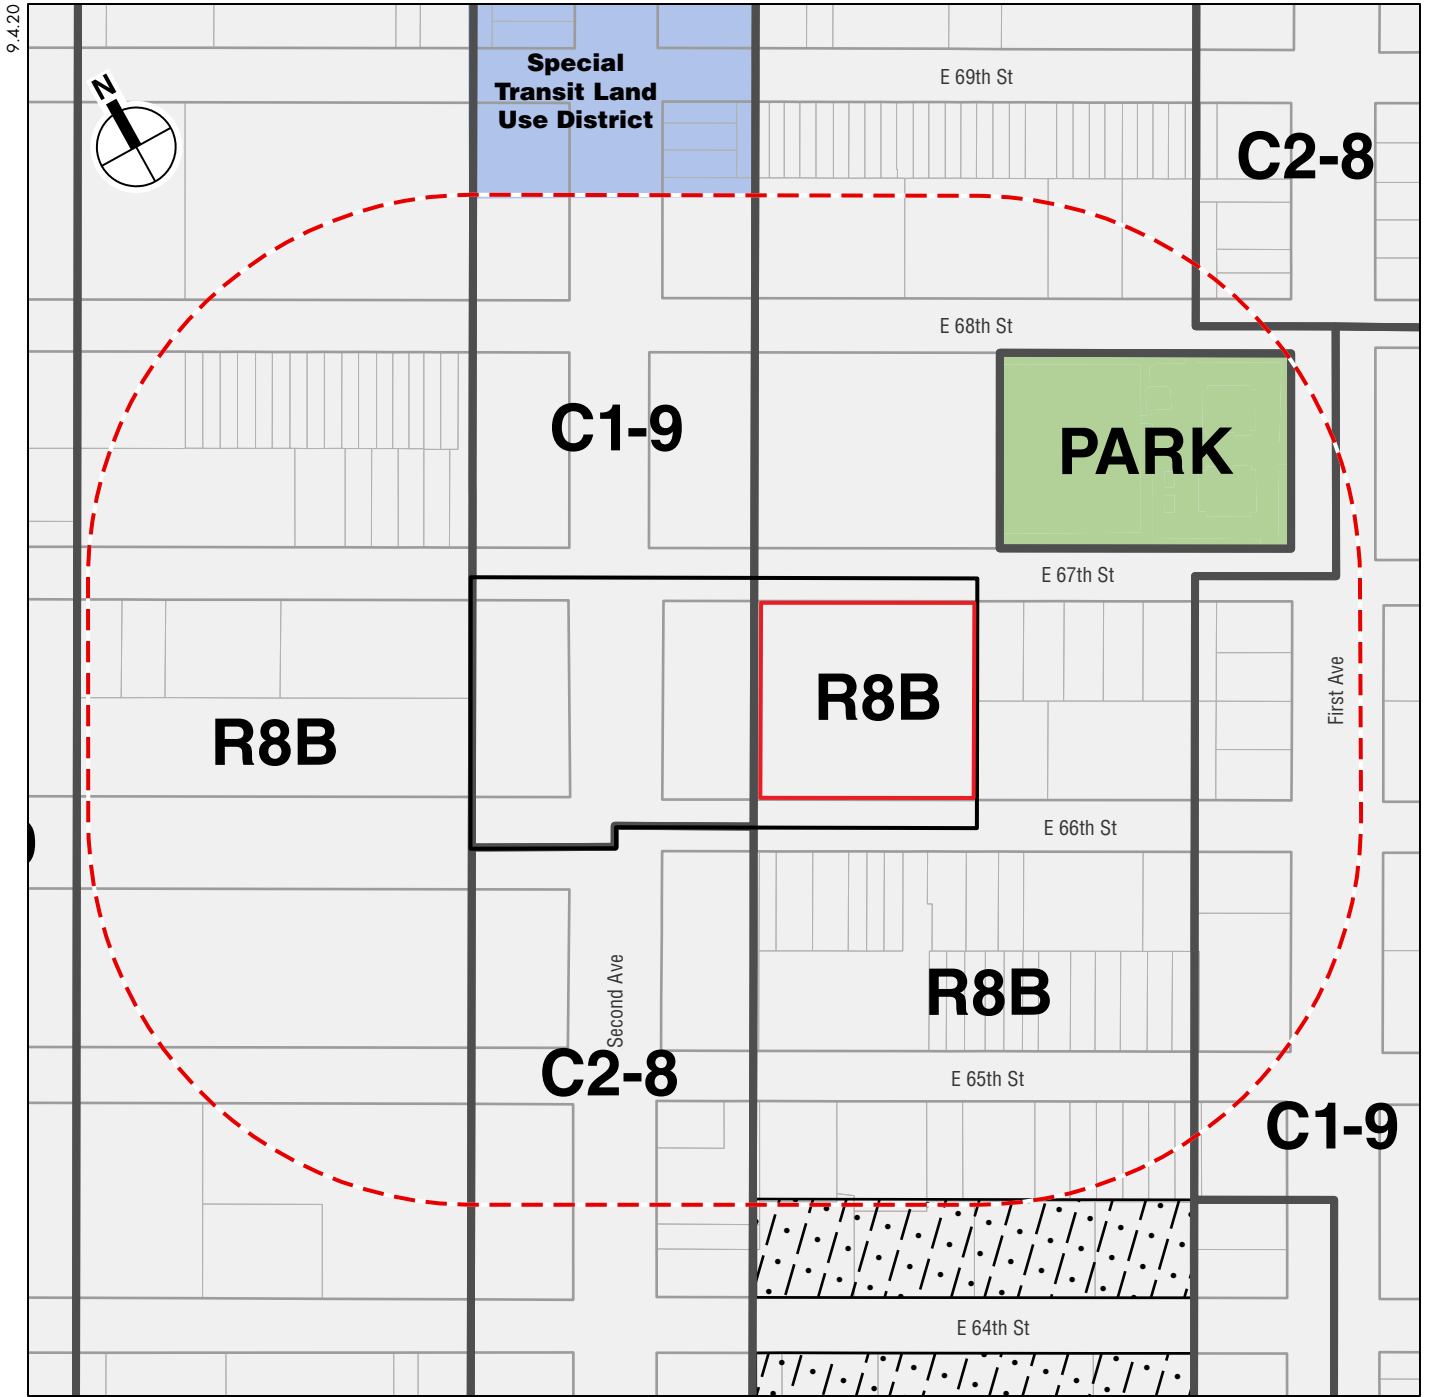 9.4.20
N
Special
Transit Land
Use District
E 69th St
C2-8
E 68th St
C1-9
PARK
E 67th St
R8B
First Ave
R8B
E 66th St
Second Ave
R8B
C2-8
E 65th St
C1-9
E 64th St